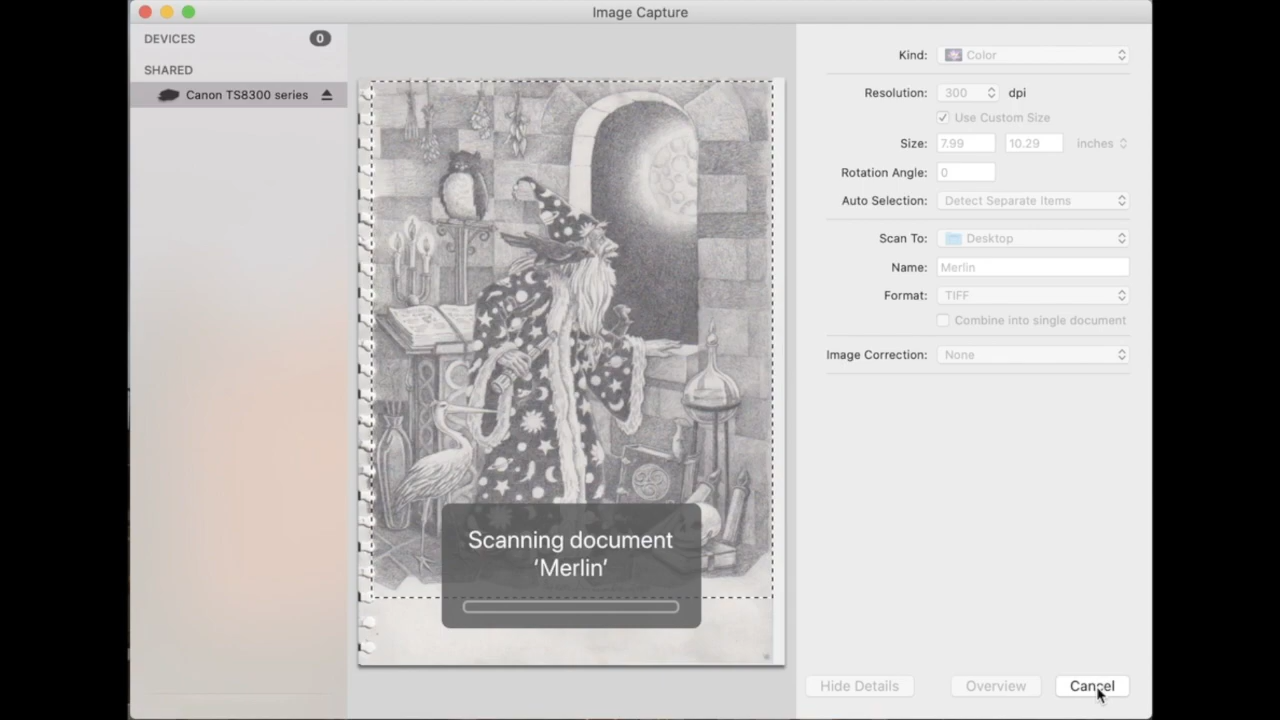 Image Capture
DEVICES 0
SHARED
Canon TS8300 series
Kind: Color
Resolution: 300 dpi
Use Custom Size
Size: 7.99 10.29 inches
Rotation Angle: 0
Auto Selection: Detect Separate Items
Scan To: Desktop
Name: Merlin
Format: TIFF
Combine into single document
Image Correction: None
Scanning document
‘Merlin’
Hide Details Overview Cancel